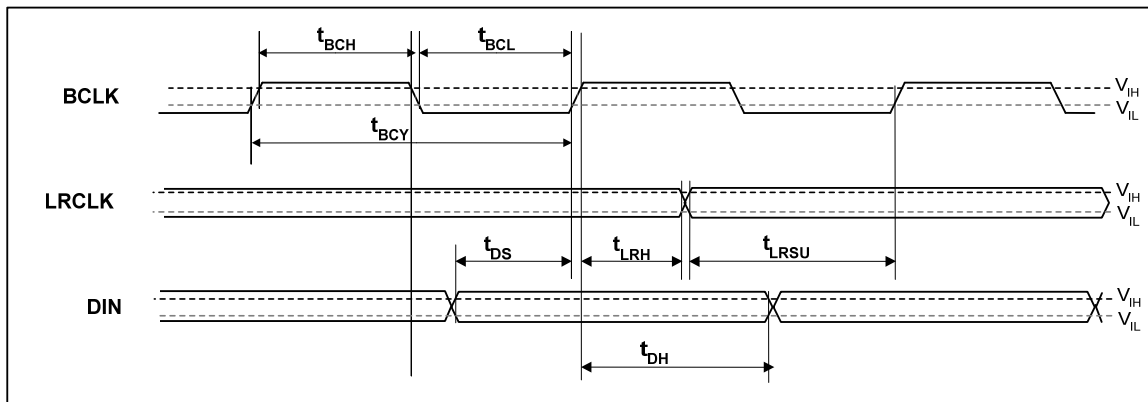 tBCH tBCL
BCLK
VIH
VIL
tBCY
LRCLK
VIH
VIL
tDS tLRH tLRSU
DIN
VIH
VIL
tDH